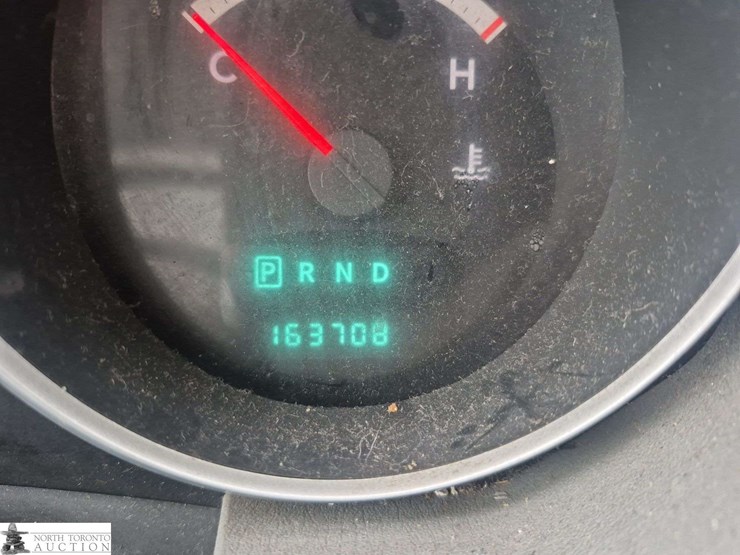 C H
P R N D
163708
NORTH TORONTO
AUCTION